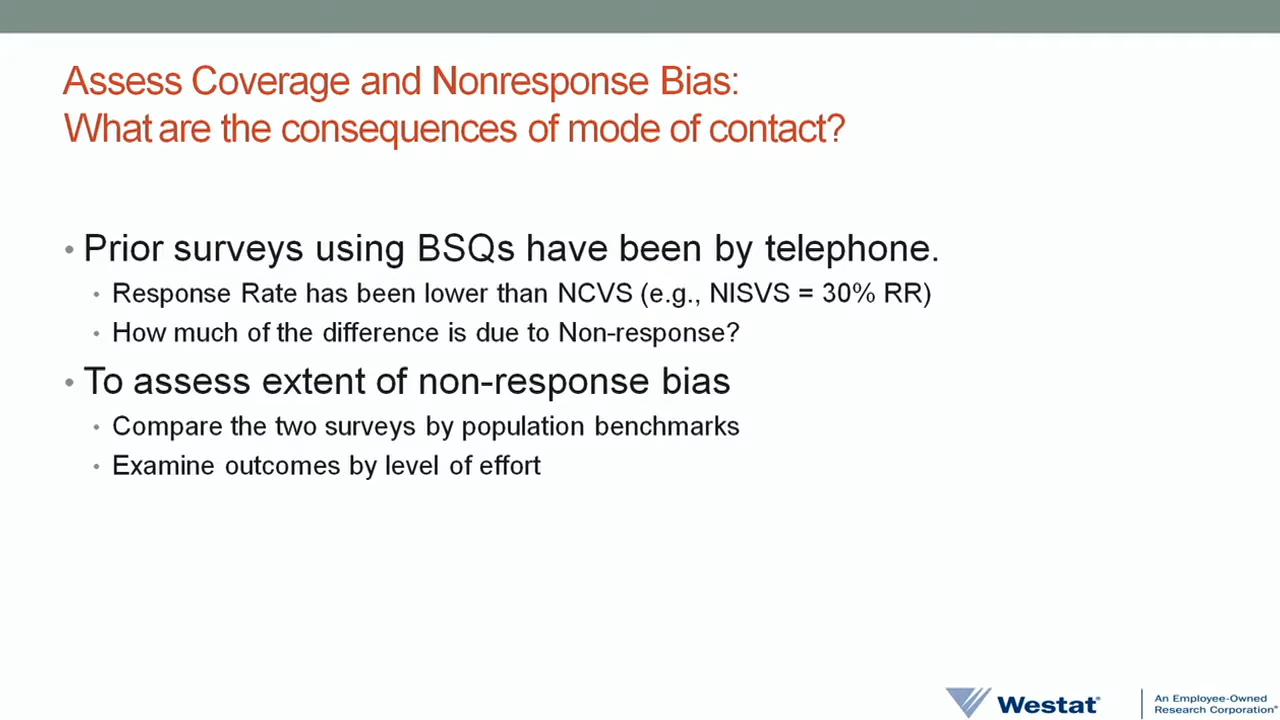 Assess Coverage and Nonresponse Bias:
What are the consequences of mode of contact?
• Prior surveys using BSQs have been by telephone.
• Response Rate has been lower than NCVS (e.g., NISVS = 30% RR)
• How much of the difference is due to Non-response?
• To assess extent of non-response bias
• Compare the two surveys by population benchmarks
• Examine outcomes by level of effort
Westat®
An Employee-Owned
Research Corporation®